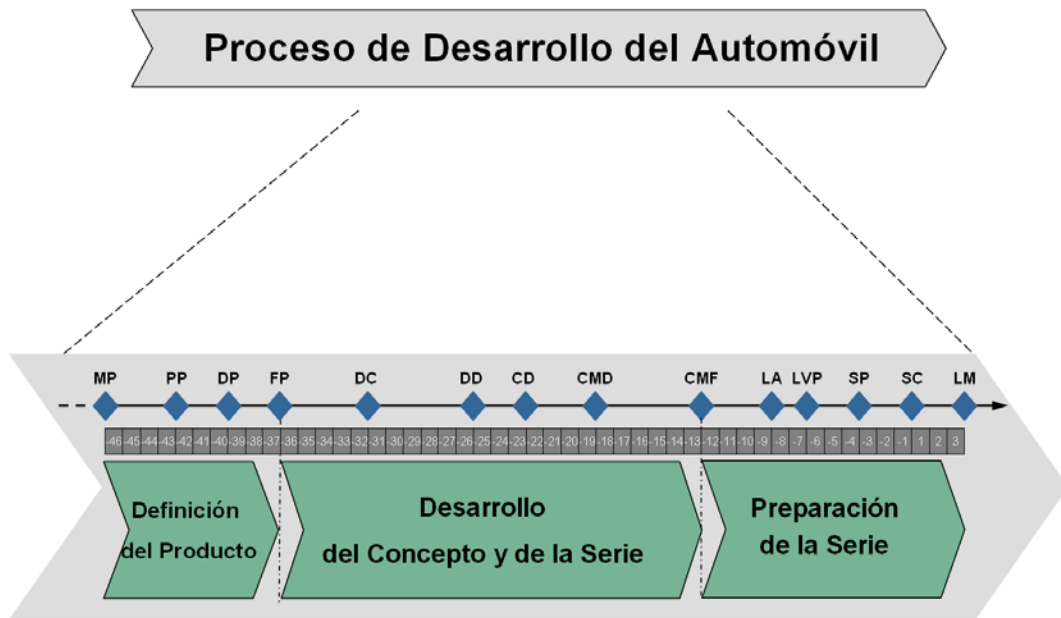 Proceso de Desarrollo del Automóvil
MP PP DP FP DC DD CD CMD CMF LA LVP SP SC LM
-46 -45 -44 -43 -42 -41 -40 -39 -38 -37 -36 -35 -34 -33 -32 -31 -30 -29 -28 -27 -26 -25 -24 -23 -22 -21 -20 -19 -18 -17 -16 -15 -14 -13 -12 -11 -10 -9 -8 -7 -6 -5 -4 -3 -2 -1 1 2 3
Definición
del Producto
Desarrollo
del Concepto y de la Serie
Preparación
de la Serie